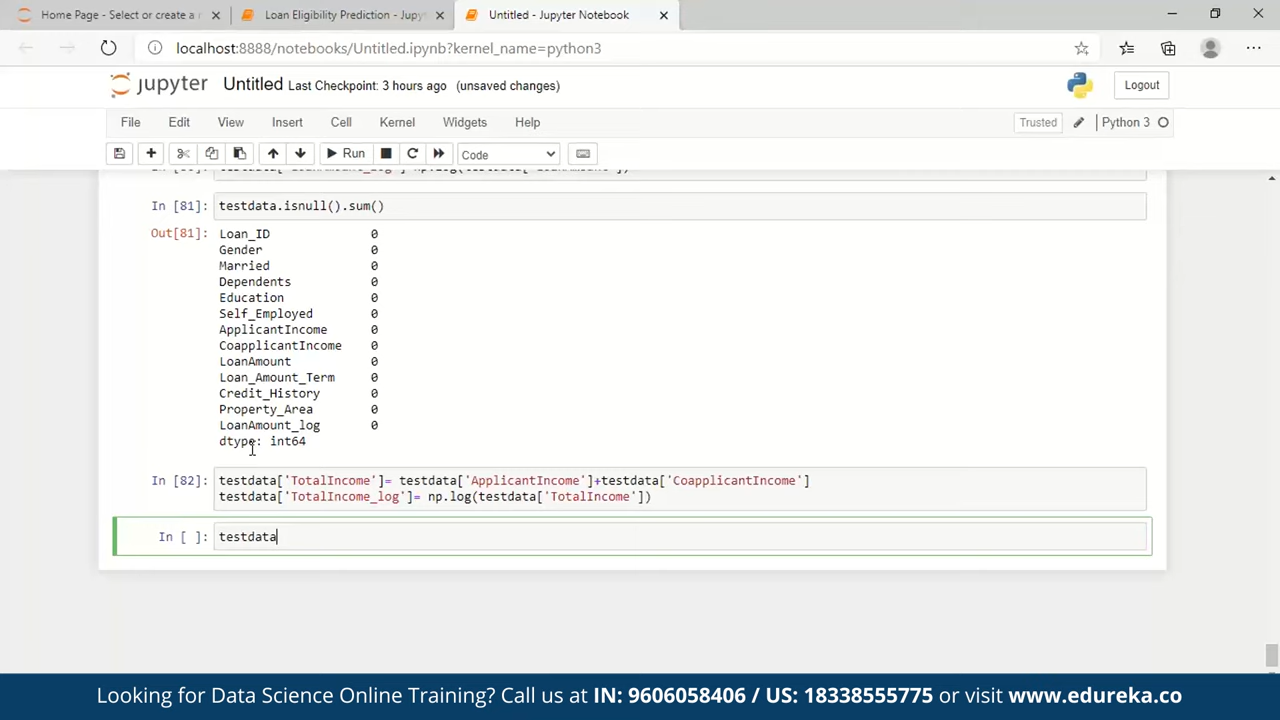 Home Page - Select or create a n
Loan Eligibility Prediction - Jupyt
Untitled - Jupyter Notebook
localhost:8888/notebooks/Untitled.ipynb?kernel_name=python3
jupyter Untitled Last Checkpoint: 3 hours ago (unsaved changes)
Logout
File Edit View Insert Cell Kernel Widgets Help
Trusted
Python 3
Run
Code
In [81]: testdata.isnull().sum()
Out[81]: Loan_ID 0
Gender 0
Married 0
Dependents 0
Education 0
Self_Employed 0
ApplicantIncome 0
CoapplicantIncome 0
LoanAmount 0
Loan_Amount_Term 0
Credit_History 0
Property_Area 0
LoanAmount_log 0
dtype: int64
In [82]: testdata['TotalIncome']= testdata['ApplicantIncome']+testdata['CoapplicantIncome']
testdata['TotalIncome_log']= np.log(testdata['TotalIncome'])
In [ ]: testdata
Looking for Data Science Online Training? Call us at IN: 9606058406 / US: 18338555775 or visit www.edureka.co